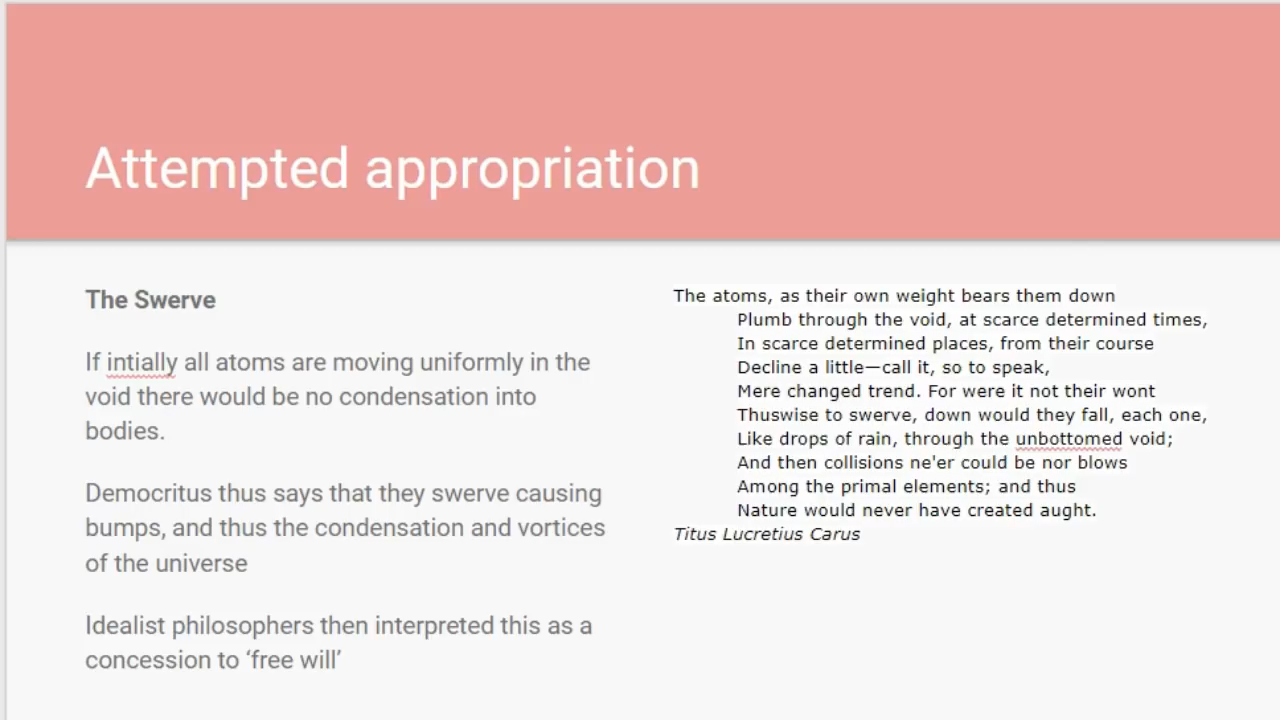 Attempted appropriation
The Swerve
If intially all atoms are moving uniformly in the
void there would be no condensation into
bodies.
Democritus thus says that they swerve causing
bumps, and thus the condensation and vortices
of the universe
Idealist philosophers then interpreted this as a
concession to ‘free will’
The atoms, as their own weight bears them down
Plumb through the void, at scarce determined times,
In scarce determined places, from their course
Decline a little—call it, so to speak,
Mere changed trend. For were it not their wont
Thuswise to swerve, down would they fall, each one,
Like drops of rain, through the unbottomed void;
And then collisions ne'er could be nor blows
Among the primal elements; and thus
Nature would never have created aught.
Titus Lucretius Carus